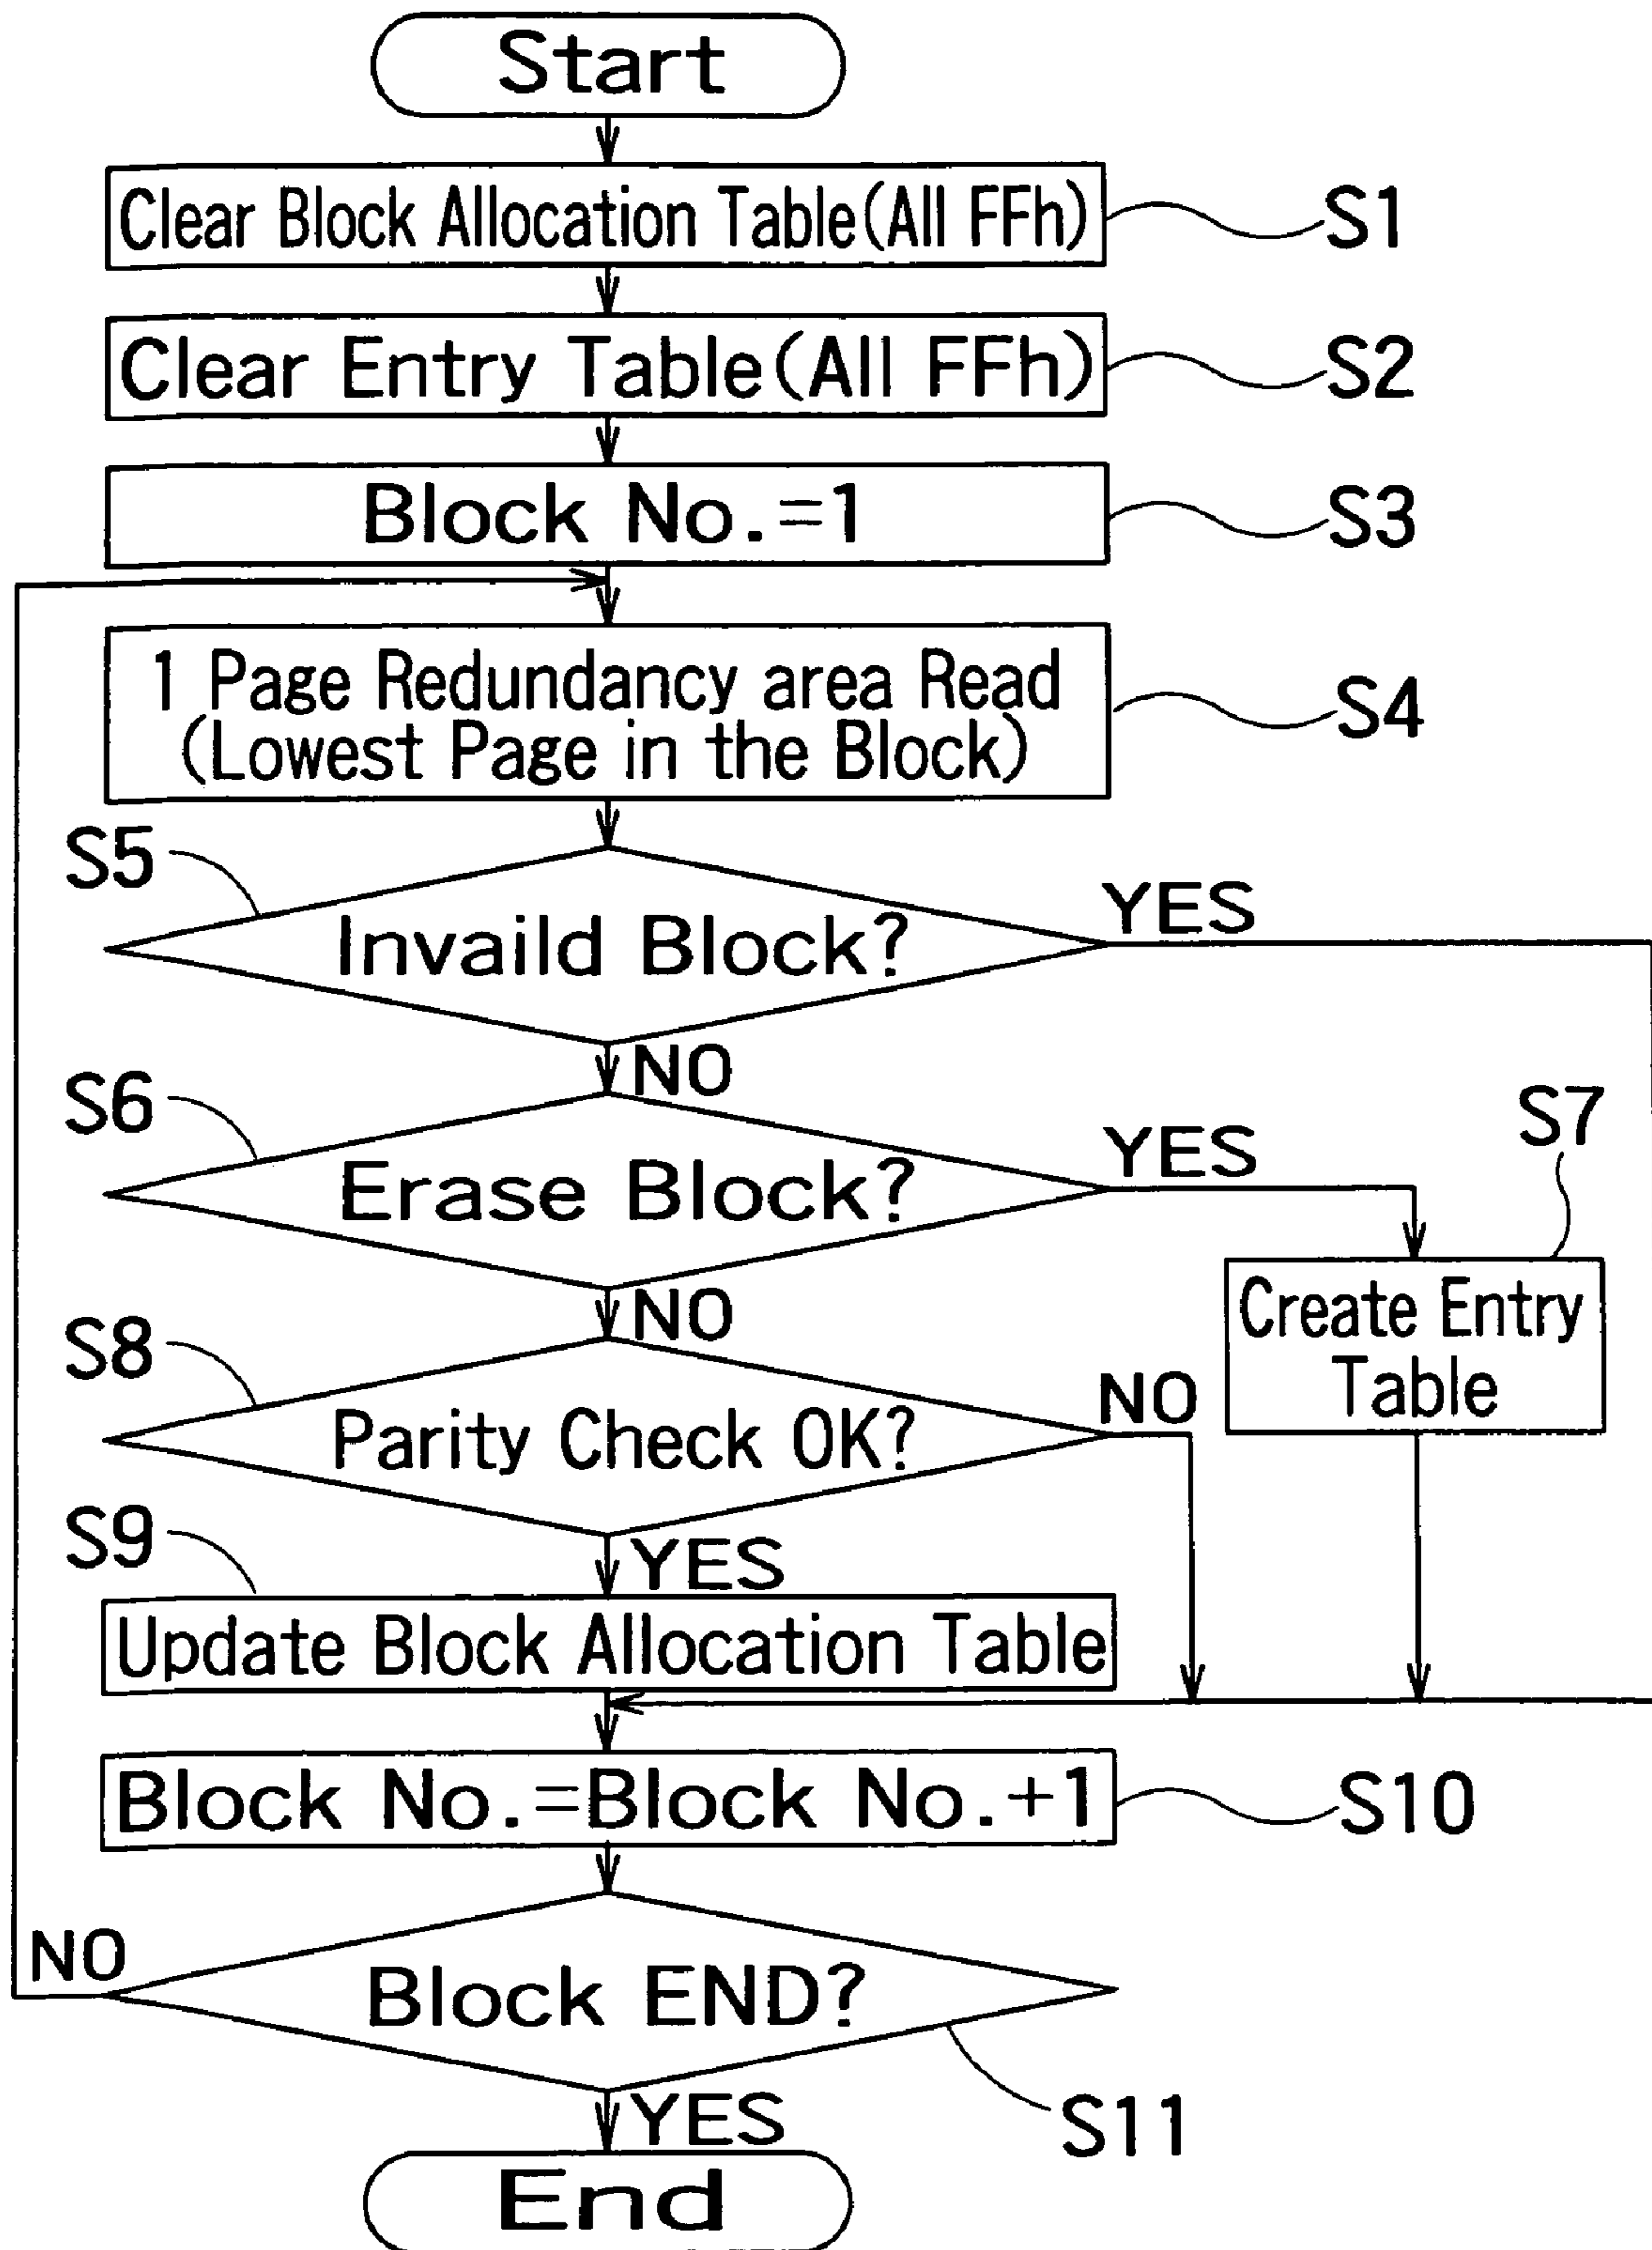 Start
Clear Block Allocation Table(All FFh)
S1
Clear Entry Table(All FFh)
S2
Block No.=1
S3
1 Page Redundancy area Read
(Lowest Page in the Block)
S4
S5
Invaild Block?
YES
NO
S6
Erase Block?
YES
S7
Create Entry
Table
NO
S8
Parity Check OK?
NO
YES
S9
Update Block Allocation Table
Block No.=Block No.+1
S10
NO
Block END?
S11
YES
End